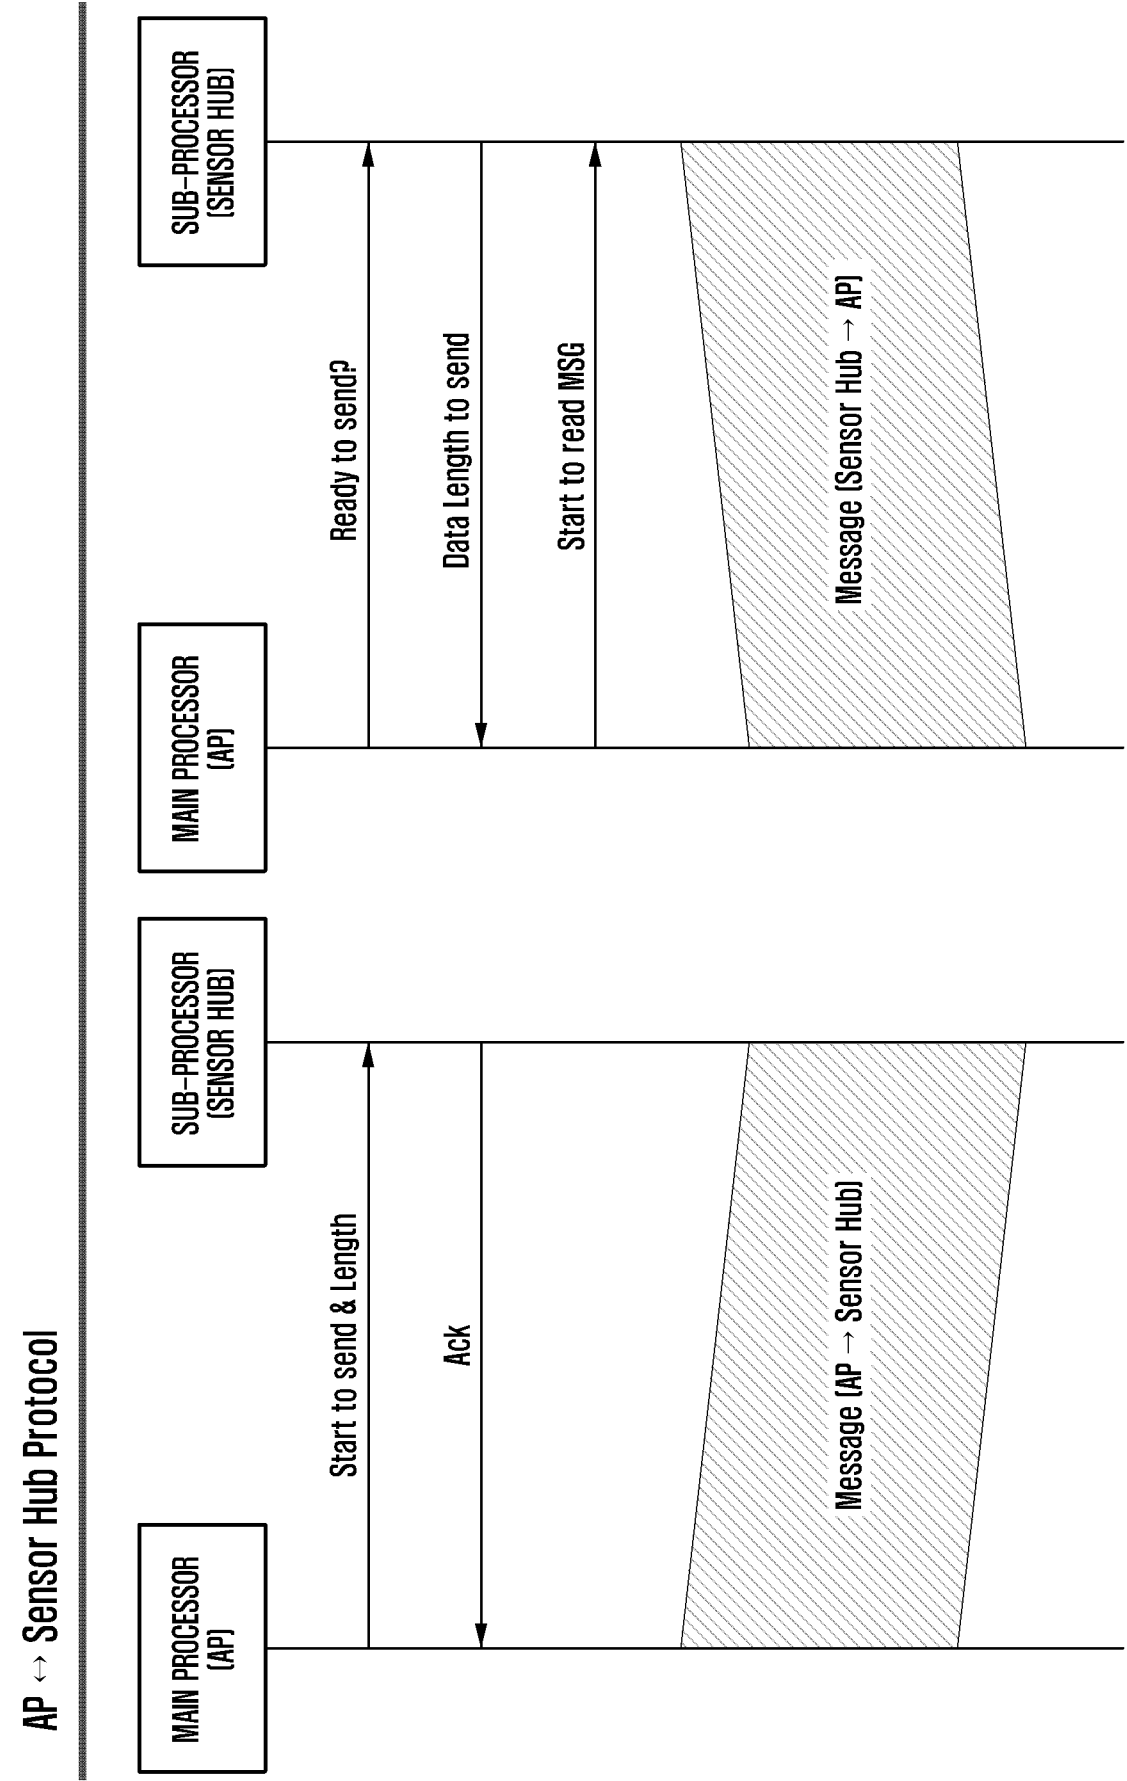 AP ↔ Sensor Hub Protocol
MAIN PROCESSOR
(AP)
SUB-PROCESSOR
(SENSOR HUB)
Start to send & Length
Ack
Message (AP → Sensor Hub)
MAIN PROCESSOR
(AP)
SUB-PROCESSOR
(SENSOR HUB)
Ready to send?
Data Length to send
Start to read MSG
Message (Sensor Hub → AP)